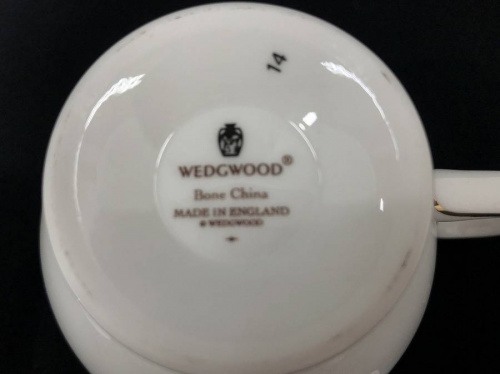 14
WEDGWOOD®
Bone China
MADE IN ENGLAND
© WEDGWOOD